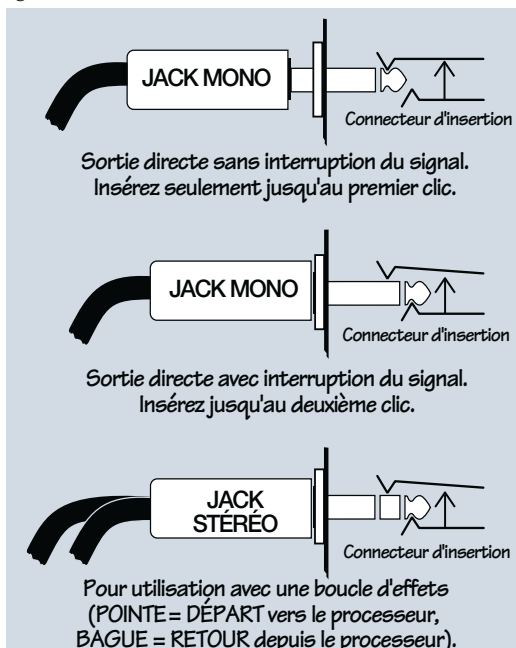 JACK MONO
Connecteur d'insertion
Sortie directe sans interruption du signal.
Insérez seulement jusqu'au premier clic.
JACK MONO
Connecteur d'insertion
Sortie directe avec interruption du signal.
Insérez jusqu'au deuxième clic.
JACK
STÉRÉO
Connecteur d'insertion
Pour utilisation avec une boucle d'effets
(POINTE = DÉPART vers le processeur,
BAGUE = RETOUR depuis le processeur).